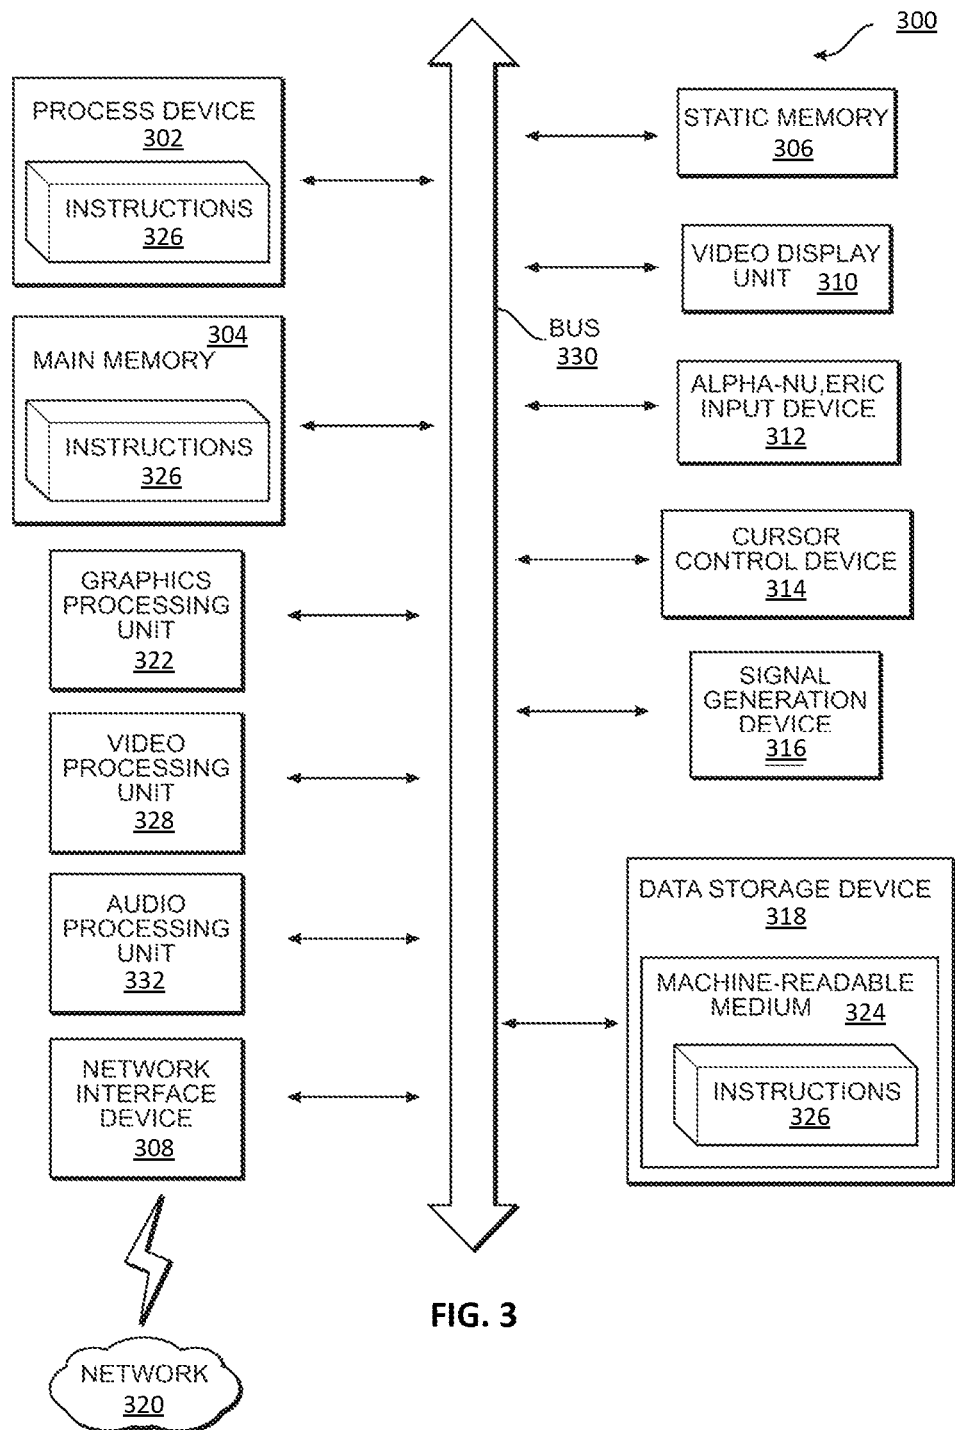 300
PROCESS DEVICE
302
INSTRUCTIONS
326
304
MAIN MEMORY
INSTRUCTIONS
326
GRAPHICS
PROCESSING
UNIT
322
VIDEO
PROCESSING
UNIT
328
AUDIO
PROCESSING
UNIT
332
NETWORK
INTERFACE
DEVICE
308
NETWORK
320
BUS
330
STATIC MEMORY
306
VIDEO DISPLAY
UNIT 310
ALPHA-NU,ERIC
INPUT DEVICE
312
CURSOR
CONTROL DEVICE
314
SIGNAL
GENERATION
DEVICE
316
DATA STORAGE DEVICE
318
MACHINE-READABLE
MEDIUM 324
INSTRUCTIONS
326
FIG. 3